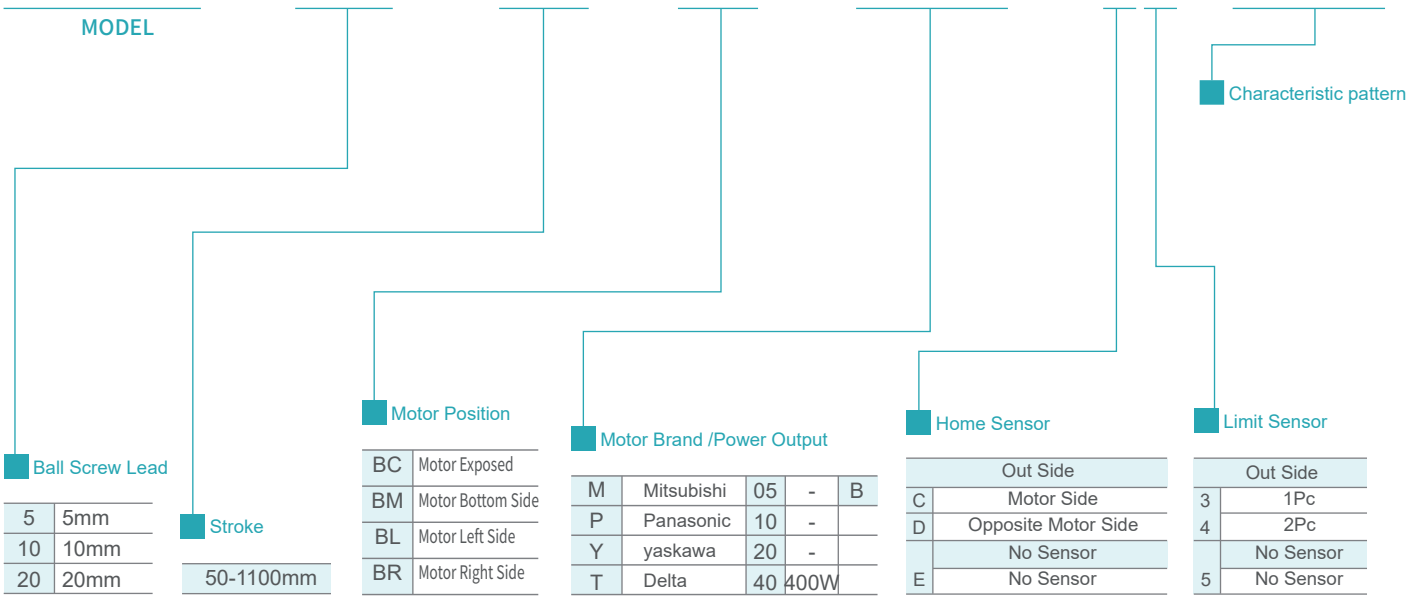 MODEL
Characteristic pattern
Ball Screw Lead
5 5mm
10 10mm
20 20mm
Stroke
50-1100mm
Motor Position
BC Motor Exposed
BM Motor Bottom Side
BL Motor Left Side
BR Motor Right Side
Motor Brand /Power Output
M Mitsubishi 05 - B
P Panasonic 10 -
Y yaskawa 20 -
T Delta 40 400W
Home Sensor
Out Side
C Motor Side
D Opposite Motor Side
No Sensor
E No Sensor
Limit Sensor
Out Side
3 1Pc
4 2Pc
No Sensor
5 No Sensor